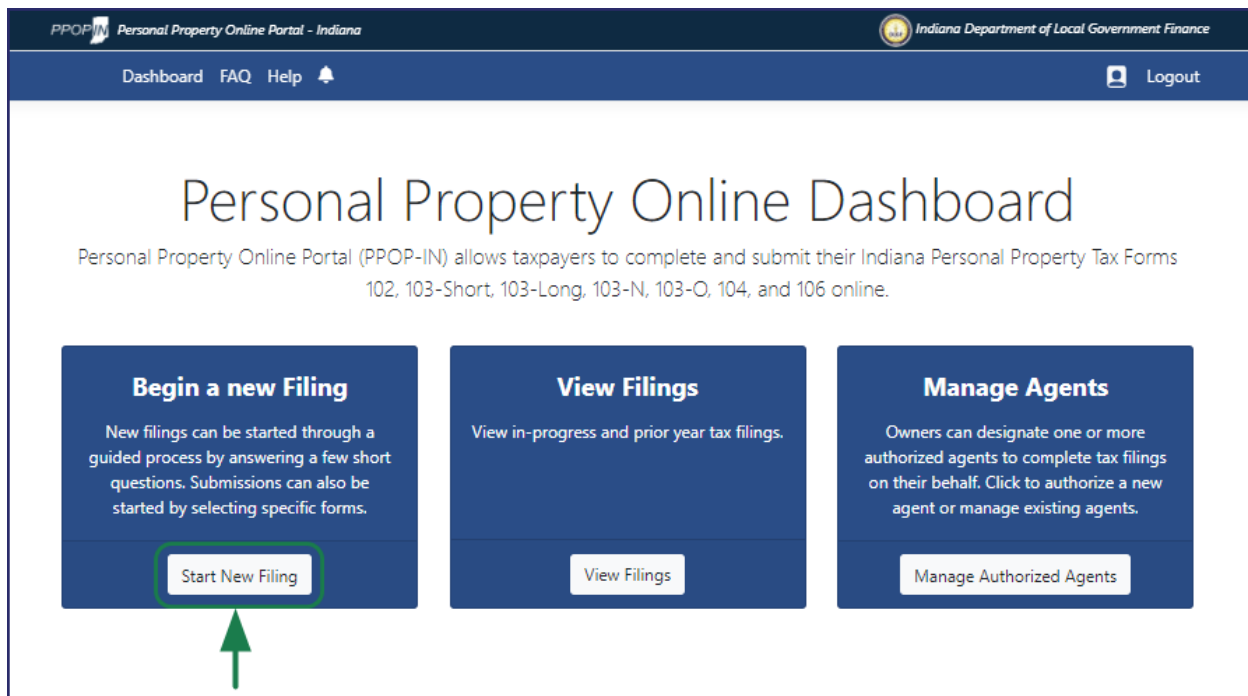 PPOPIN Personal Property Online Portal - Indiana
Indiana Department of Local Government Finance
Dashboard FAQ Help
Logout
Personal Property Online Dashboard
Personal Property Online Portal (PPOP-IN) allows taxpayers to complete and submit their Indiana Personal Property Tax Forms
102, 103-Short, 103-Long, 103-N, 103-O, 104, and 106 online.
Begin a new Filing
New filings can be started through a
guided process by answering a few short
questions. Submissions can also be
started by selecting specific forms.
Start New Filing
View Filings
View in-progress and prior year tax filings.
View Filings
Manage Agents
Owners can designate one or more
authorized agents to complete tax filings
on their behalf. Click to authorize a new
agent or manage existing agents.
Manage Authorized Agents